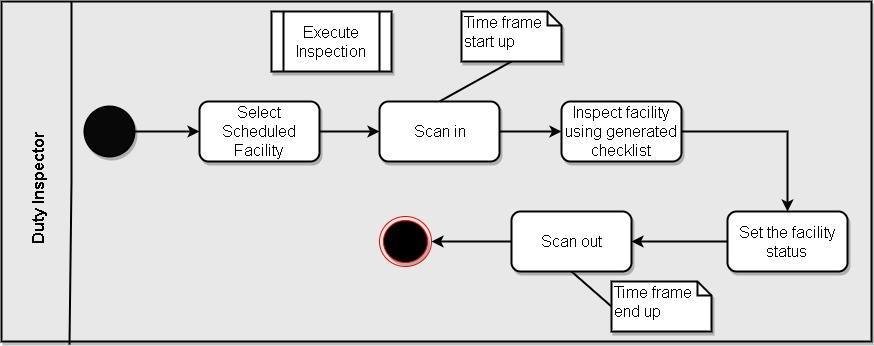 Duty Inspector
Execute
Inspection
Time frame
start up
Select
Scheduled
Facility
Scan in
Inspect facility
using generated
checklist
Set the facility
status
Scan out
Time frame
end up